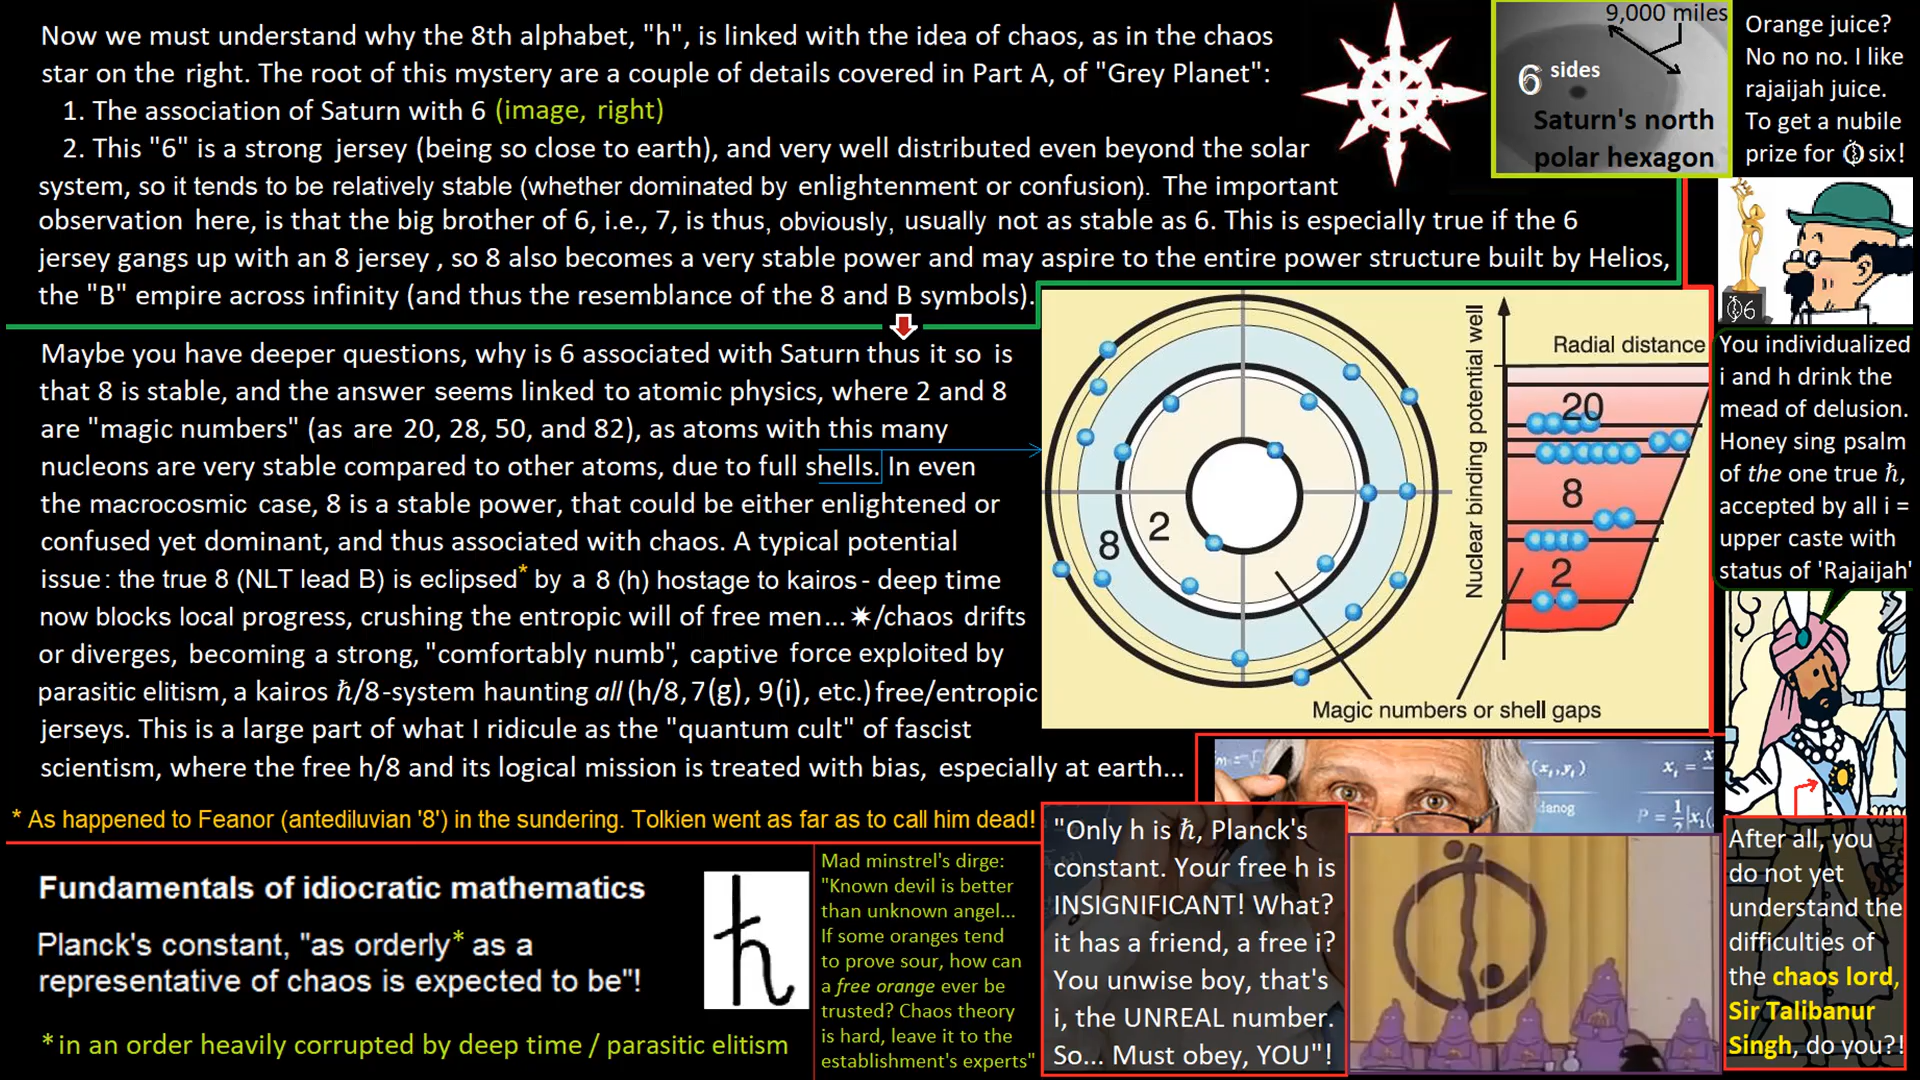 Now we must understand why the 8th alphabet, "h", is linked with the idea of chaos, as in the chaos
star on the right. The root of this mystery are a couple of details covered in Part A, of "Grey Planet":
1. The association of Saturn with 6 (image, right)
2. This "6" is a strong jersey (being so close to earth), and very well distributed even beyond the solar
system, so it tends to be relatively stable (whether dominated by enlightenment or confusion). The important
observation here, is that the big brother of 6, i.e., 7, is thus, obviously, usually not as stable as 6. This is especially true if the 6
jersey gangs up with an 8 jersey , so 8 also becomes a very stable power and may aspire to the entire power structure built by Helios,
the "B" empire across infinity (and thus the resemblance of the 8 and B symbols).
9,000 miles
6 sides
Saturn's north
polar hexagon
Orange juice?
No no no. I like
rajaijah juice.
To get a nubile
prize for six!
6
Maybe you have deeper questions, why is 6 associated with Saturn thus it so is
that 8 is stable, and the answer seems linked to atomic physics, where 2 and 8
are "magic numbers" (as are 20, 28, 50, and 82), as atoms with this many
nucleons are very stable compared to other atoms, due to full shells. In even
the macrocosmic case, 8 is a stable power, that could be either enlightened or
confused yet dominant, and thus associated with chaos. A typical potential
issue: the true 8 (NLT lead B) is eclipsed* by a 8 (h) hostage to kairos - deep time
now blocks local progress, crushing the entropic will of free men... ✷/chaos drifts
or diverges, becoming a strong, "comfortably numb", captive force exploited by
parasitic elitism, a kairos ℏ/8-system haunting all (h/8, 7(g), 9(i), etc.) free/entropic
jerseys. This is a large part of what I ridicule as the "quantum cult" of fascist
scientism, where the free h/8 and its logical mission is treated with bias, especially at earth...
* As happened to Feanor (antediluvian '8') in the sundering. Tolkien went as far as to call him dead!
8
2
Nuclear binding potential well
Radial distance
20
8
2
Magic numbers or shell gaps
You individualized
i and h drink the
mead of delusion.
Honey sing psalm
of the one true ℏ,
accepted by all i =
upper caste with
status of 'Rajaijah'
Fundamentals of idiocratic mathematics
Planck's constant, "as orderly* as a
representative of chaos is expected to be"!
*in an order heavily corrupted by deep time / parasitic elitism
ℏ
Mad minstrel's dirge:
"Known devil is better
than unknown angel...
If some oranges tend
to prove sour, how can
a free orange ever be
trusted? Chaos theory
is hard, leave it to the
establishment's experts"
"Only h is ℏ, Planck's
constant. Your free h is
INSIGNIFICANT! What?
it has a friend, a free i?
You unwise boy, that's
i, the UNREAL number.
So... Must obey, YOU"!
After all, you
do not yet
understand the
difficulties of
the chaos lord,
Sir Talibanur
Singh, do you?!